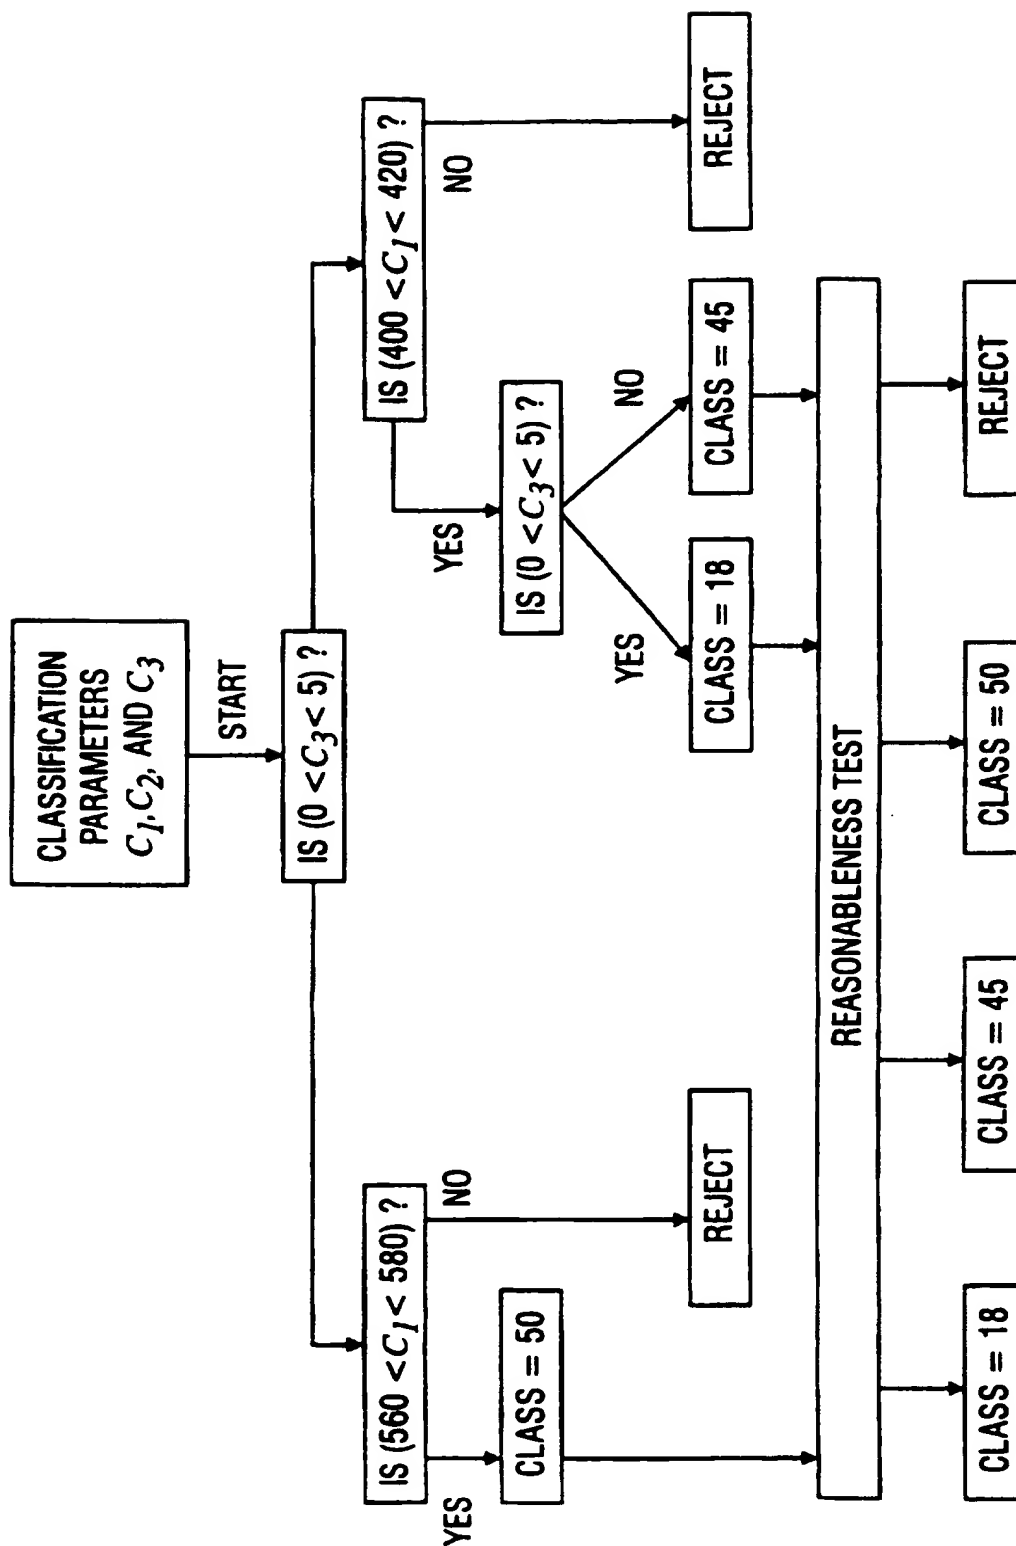 CLASSIFICATION
PARAMETERS
C1, C2, AND C3
START
IS (0 < C3 < 5) ?
IS (560 < C1 < 580) ?
IS (400 < C1 < 420) ?
YES
NO
YES
NO
CLASS = 50
IS (0 < C3 < 5) ?
YES
NO
REJECT
CLASS = 18
CLASS = 45
REJECT
REASONABLENESS TEST
CLASS = 18
CLASS = 45
CLASS = 50
REJECT